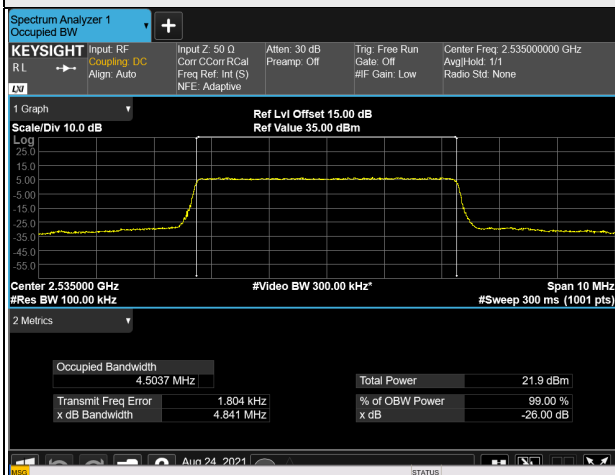 Spectrum Analyzer 1
Occupied BW
+
KEYSIGHT
RL
LXI
Input: RF
Coupling: DC
Align: Auto
Input Z: 50 Ω
Corr CCorr RCal
Freq Ref: Int (S)
NFE: Adaptive
Atten: 30 dB
Preamp: Off
Trig: Free Run
Gate: Off
#IF Gain: Low
Center Freq: 2.535000000 GHz
Avg|Hold: 1/1
Radio Std: None
1 Graph
Scale/Div 10.0 dB
Ref Lvl Offset 15.00 dB
Ref Value 35.00 dBm
Log
25.0
15.0
5.00
-5.00
-15.0
-25.0
-35.0
-45.0
-55.0
Center 2.535000 GHz
#Res BW 100.00 kHz
#Video BW 300.00 kHz*
Span 10 MHz
#Sweep 300 ms (1001 pts)
2 Metrics
Occupied Bandwidth
4.5037 MHz
Total Power 21.9 dBm
Transmit Freq Error 1.804 kHz
% of OBW Power 99.00 %
x dB Bandwidth 4.841 MHz
x dB -26.00 dB
Aug 24, 2021
MSG
STATUS